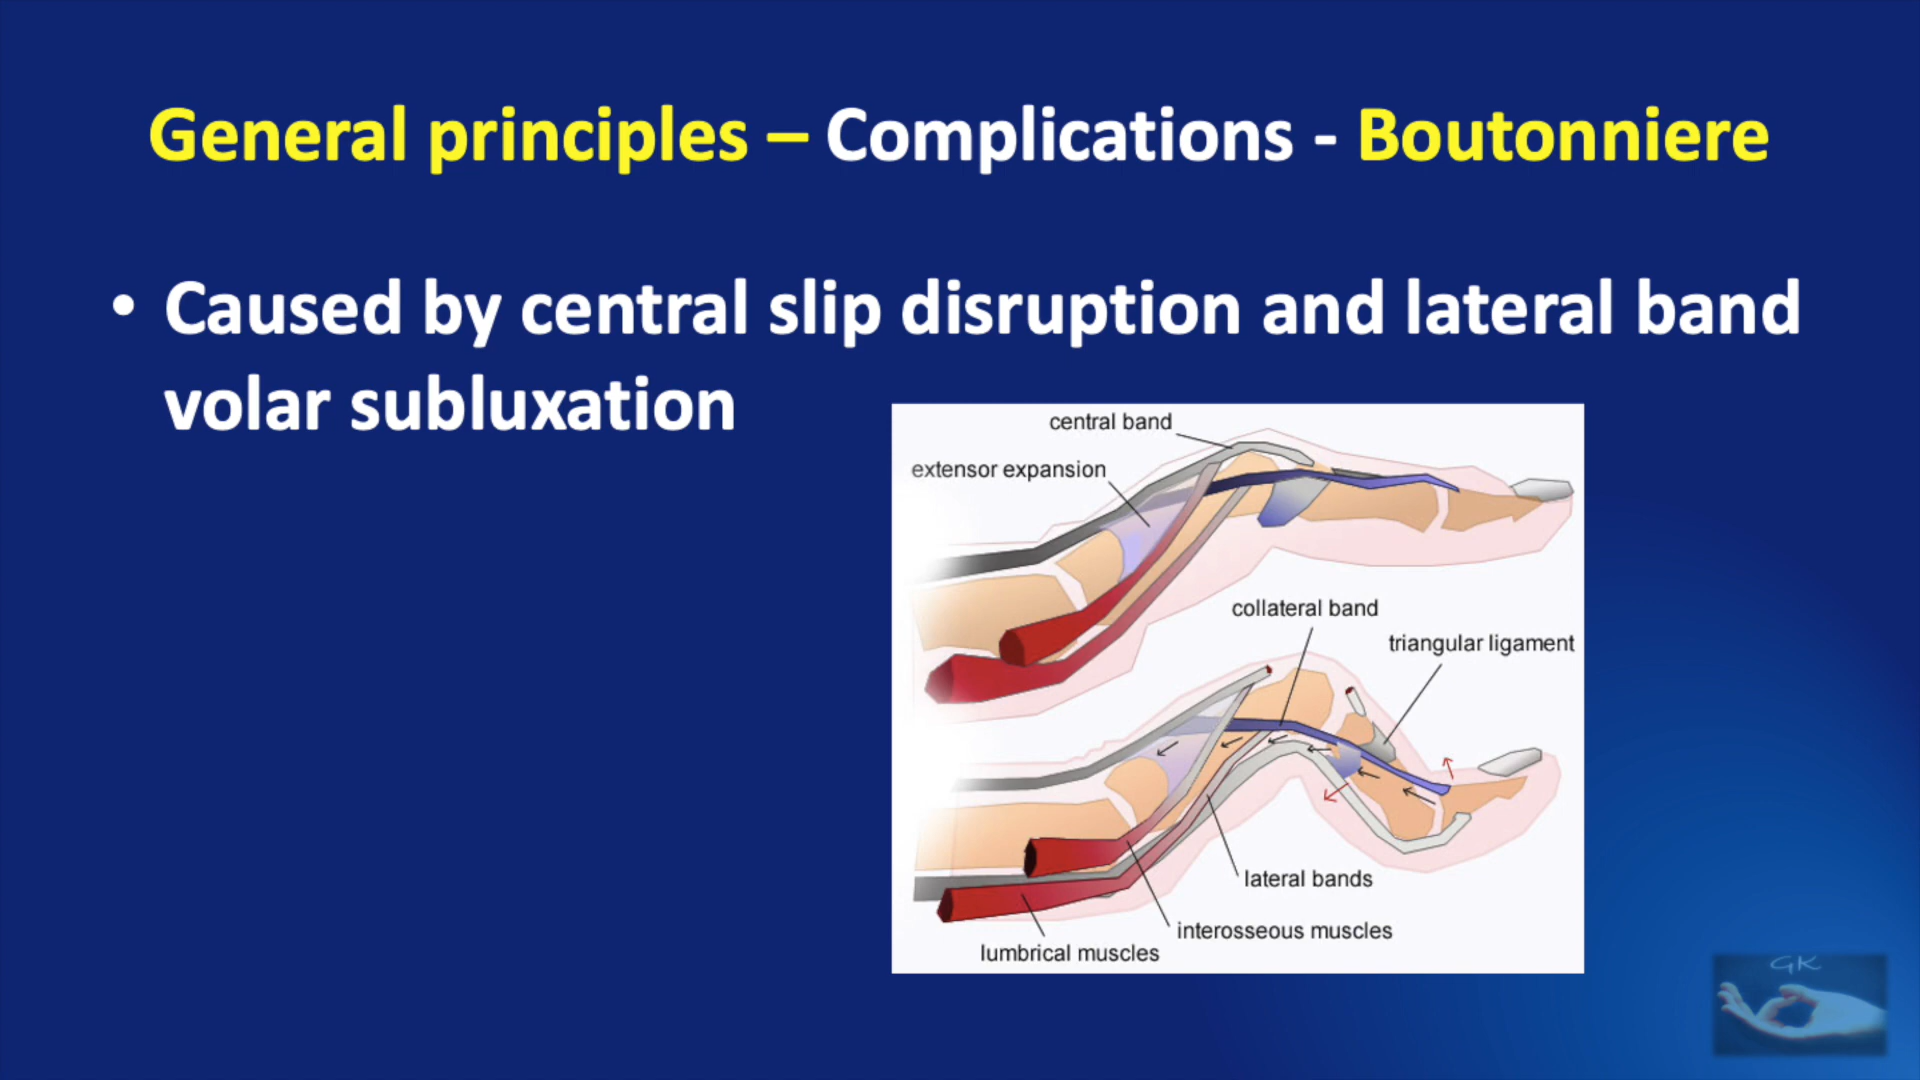 General principles – Complications - Boutonniere
• Caused by central slip disruption and lateral band
volar subluxation
central band
extensor expansion
collateral band
triangular ligament
lateral bands
interosseous muscles
lumbrical muscles
GK